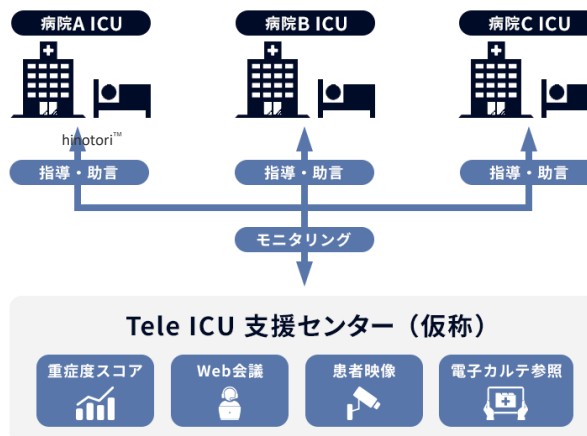 病院A ICU
病院B ICU
病院C ICU
hinotori™
指導・助言
指導・助言
指導・助言
モニタリング
Tele ICU 支援センター（仮称）
重症度スコア
Web会議
患者映像
電子カルテ参照